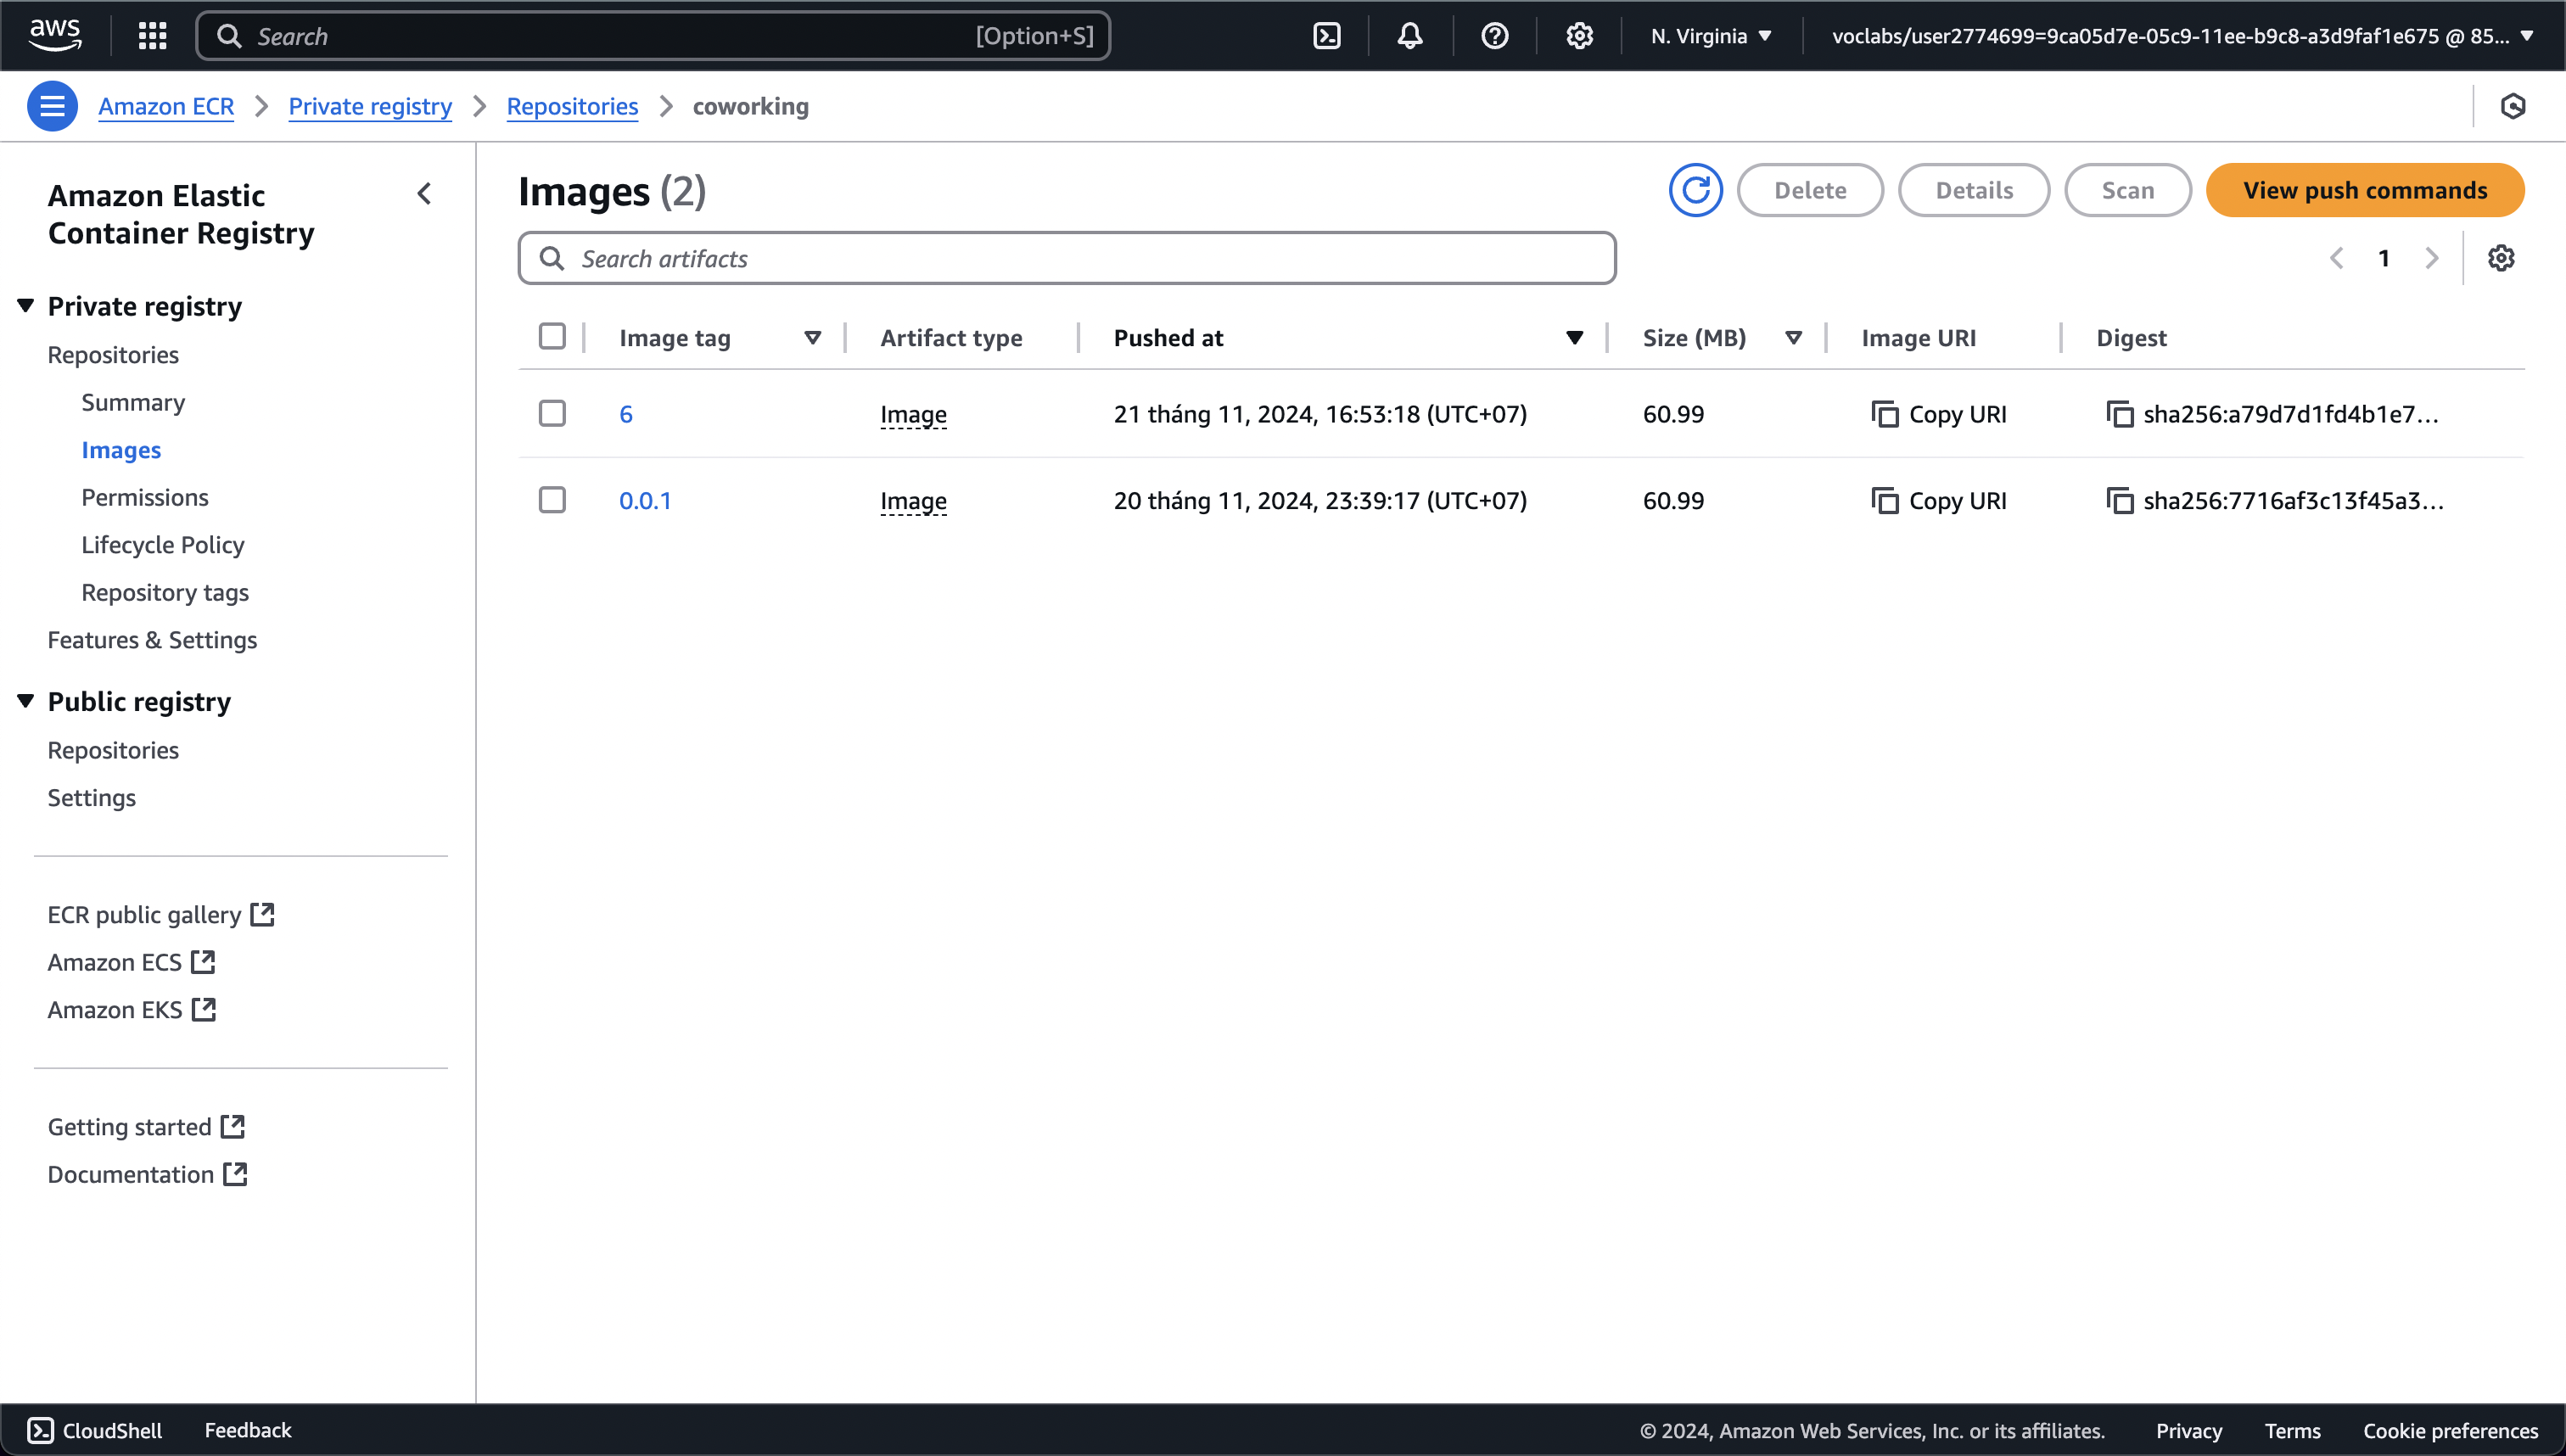 aws
Search [Option+S]
N. Virginia
voclabs/user2774699=9ca05d7e-05c9-11ee-b9c8-a3d9faf1e675 @ 85...
Amazon ECR
Private registry
Repositories
coworking
Amazon Elastic
Container Registry
Private registry
Repositories
Summary
Images
Permissions
Lifecycle Policy
Repository tags
Features & Settings
Public registry
Repositories
Settings
ECR public gallery
Amazon ECS
Amazon EKS
Getting started
Documentation
Images (2)
Delete
Details
Scan
View push commands
Search artifacts
1
Image tag Artifact type Pushed at Size (MB) Image URI Digest
6 Image 21 tháng 11, 2024, 16:53:18 (UTC+07) 60.99 Copy URI sha256:a79d7d1fd4b1e7...
0.0.1 Image 20 tháng 11, 2024, 23:39:17 (UTC+07) 60.99 Copy URI sha256:7716af3c13f45a3...
CloudShell
Feedback
© 2024, Amazon Web Services, Inc. or its affiliates.
Privacy
Terms
Cookie preferences